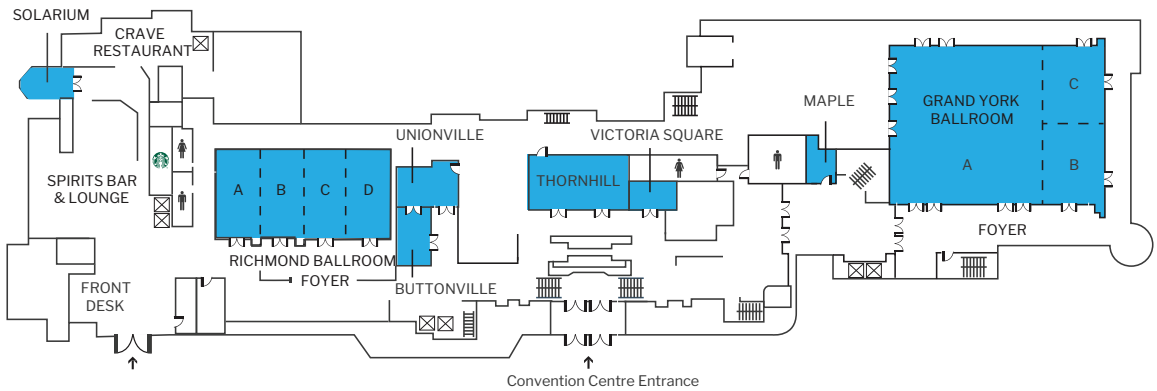 SOLARIUM
CRAVE
RESTAURANT
SPIRITS BAR
& LOUNGE
FRONT
DESK
A
B
C
D
RICHMOND BALLROOM
FOYER
UNIONVILLE
BUTTONVILLE
THORNHILL
VICTORIA SQUARE
MAPLE
GRAND YORK
BALLROOM
A
C
B
FOYER
Convention Centre Entrance